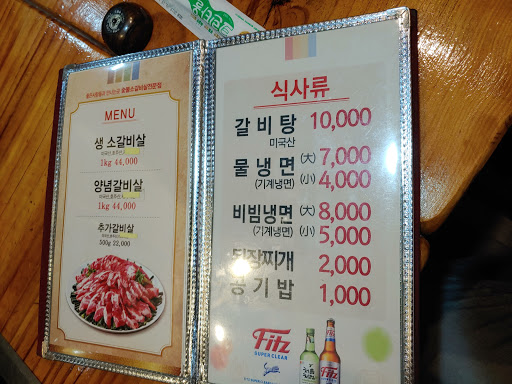 MENU
생 소갈비살
1kg 44,000
양념갈비살
1kg 44,000
추가갈비살
500g 22,000
식사류
갈비탕 10,000
미국산
물냉면 (大) 7,000
(기계냉면) (小) 4,000
비빔냉면 (大) 8,000
(기계냉면) (小) 5,000
된장찌개 2,000
공기밥 1,000
Fitz
SUPER CLEAR